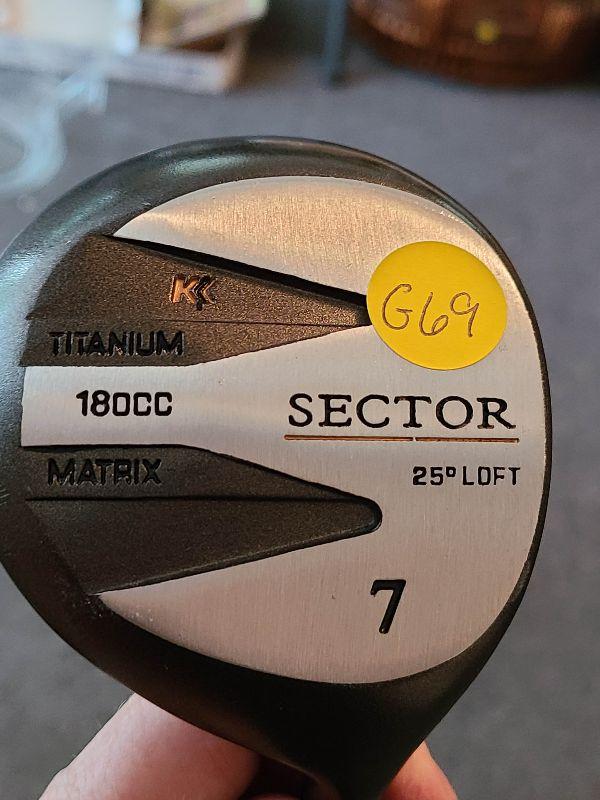 KK
G69
TITANIUM
180CC
SECTOR
MATRIX
25° LOFT
7